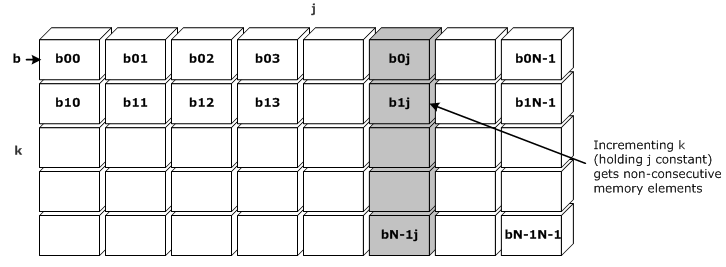 j
b
b00 b01 b02 b03 b0j b0N-1
b10 b11 b12 b13 b1j b1N-1
k
Incrementing k
(holding j constant)
gets non-consecutive
memory elements
bN-1j bN-1N-1